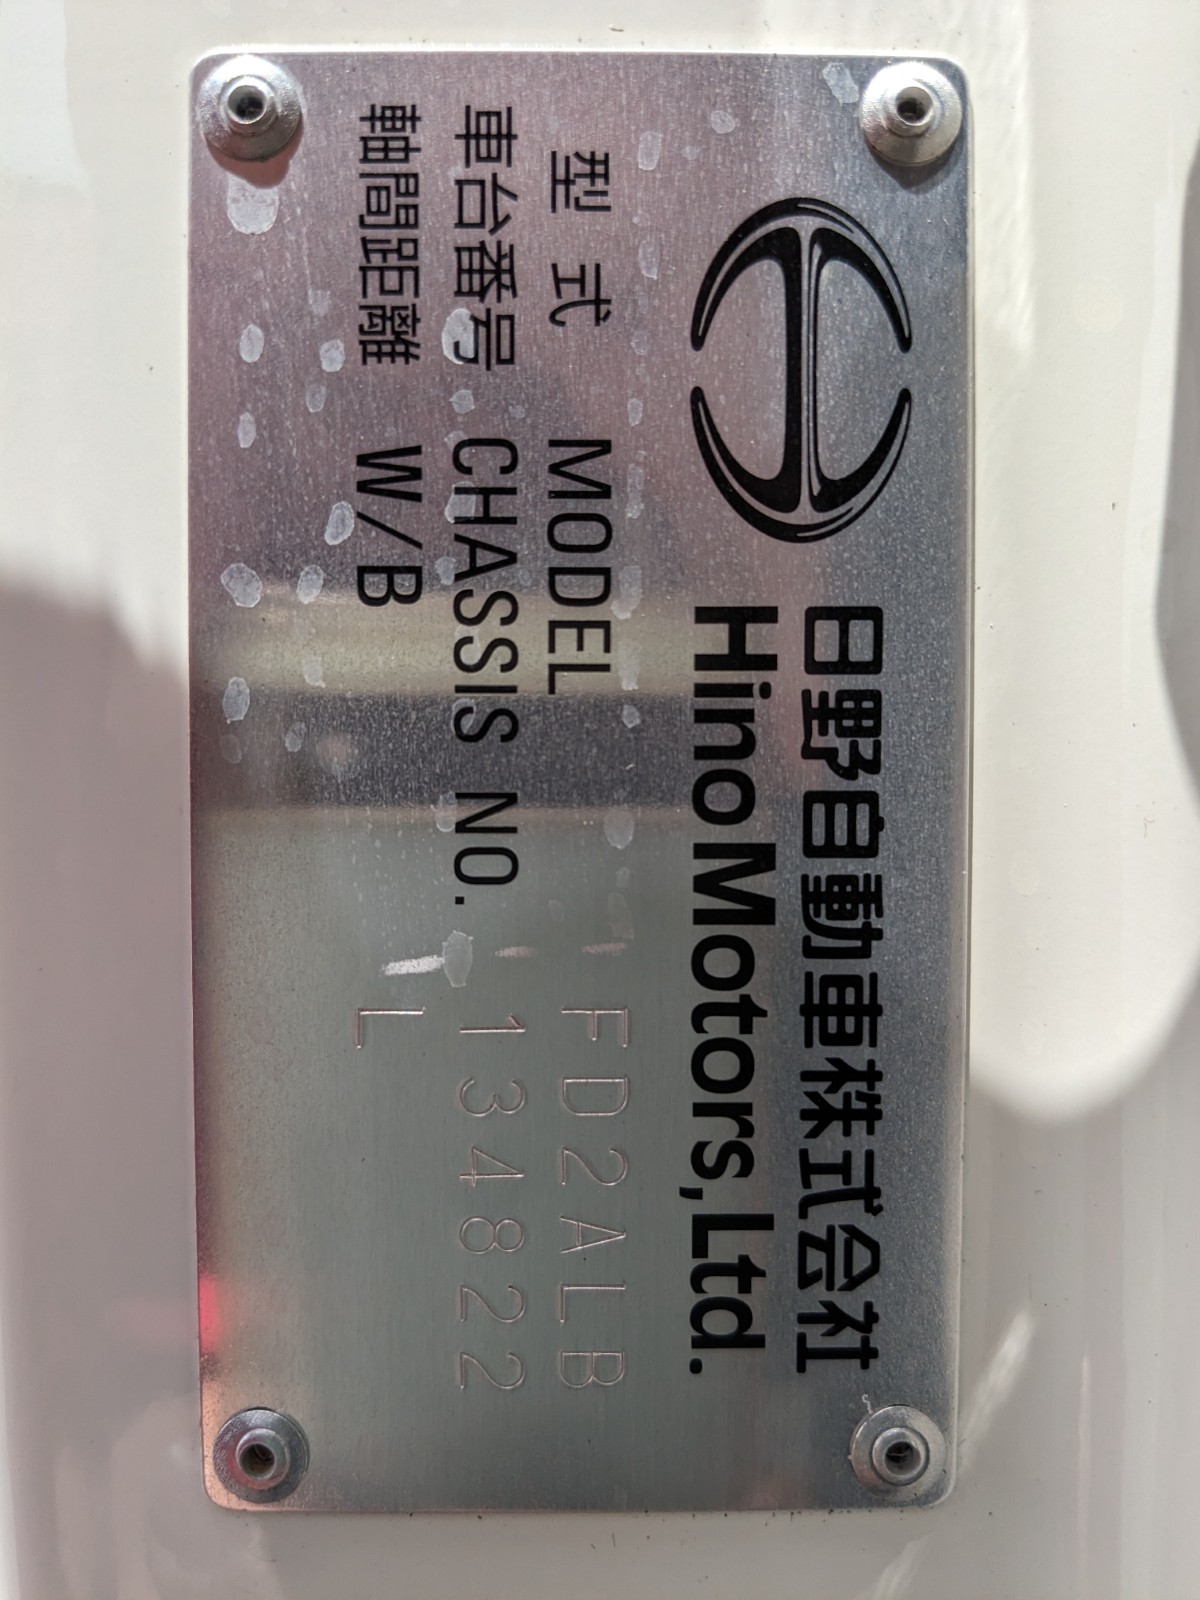 日野自動車株式会社
Hino Motors, Ltd.
型式 MODEL FD2ALB
車台番号 CHASSIS NO. 134822
軸間距離 W/B L